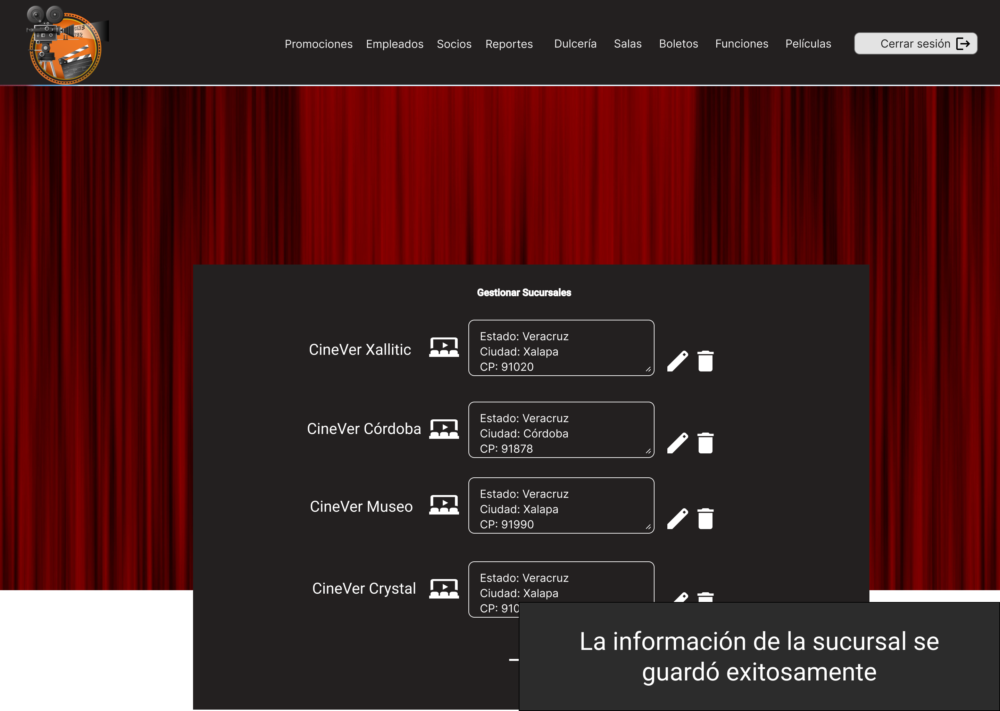 CINE
VER
Promociones Empleados Socios Reportes Dulcería Salas Boletos Funciones Películas Cerrar sesión
Gestionar Sucursales
CineVer Xallitic
Estado: Veracruz
Ciudad: Xalapa
CP: 91020
CineVer Córdoba
Estado: Veracruz
Ciudad: Córdoba
CP: 91878
CineVer Museo
Estado: Veracruz
Ciudad: Xalapa
CP: 91990
CineVer Crystal
Estado: Veracruz
Ciudad: Xalapa
CP: 910
La información de la sucursal se
guardó exitosamente